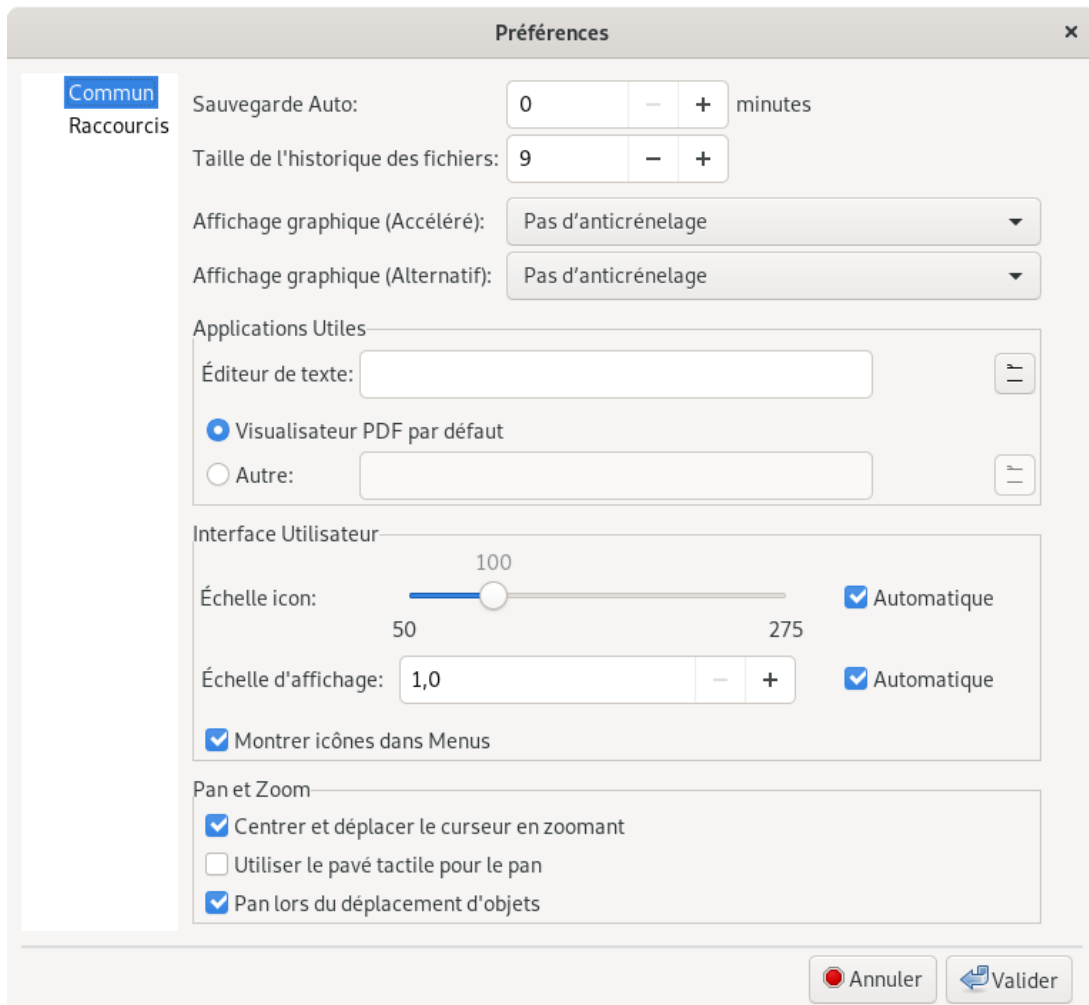 Préférences
Commun
Raccourcis
Sauvegarde Auto: 0 minutes
Taille de l'historique des fichiers: 9
Affichage graphique (Accéléré): Pas d’anticrénelage
Affichage graphique (Alternatif): Pas d’anticrénelage
Applications Utiles
Éditeur de texte:
Visualisateur PDF par défaut
Autre:
Interface Utilisateur
100
Échelle icon: Automatique
50 275
Échelle d'affichage: 1,0 Automatique
Montrer icônes dans Menus
Pan et Zoom
Centrer et déplacer le curseur en zoomant
Utiliser le pavé tactile pour le pan
Pan lors du déplacement d'objets
Annuler Valider